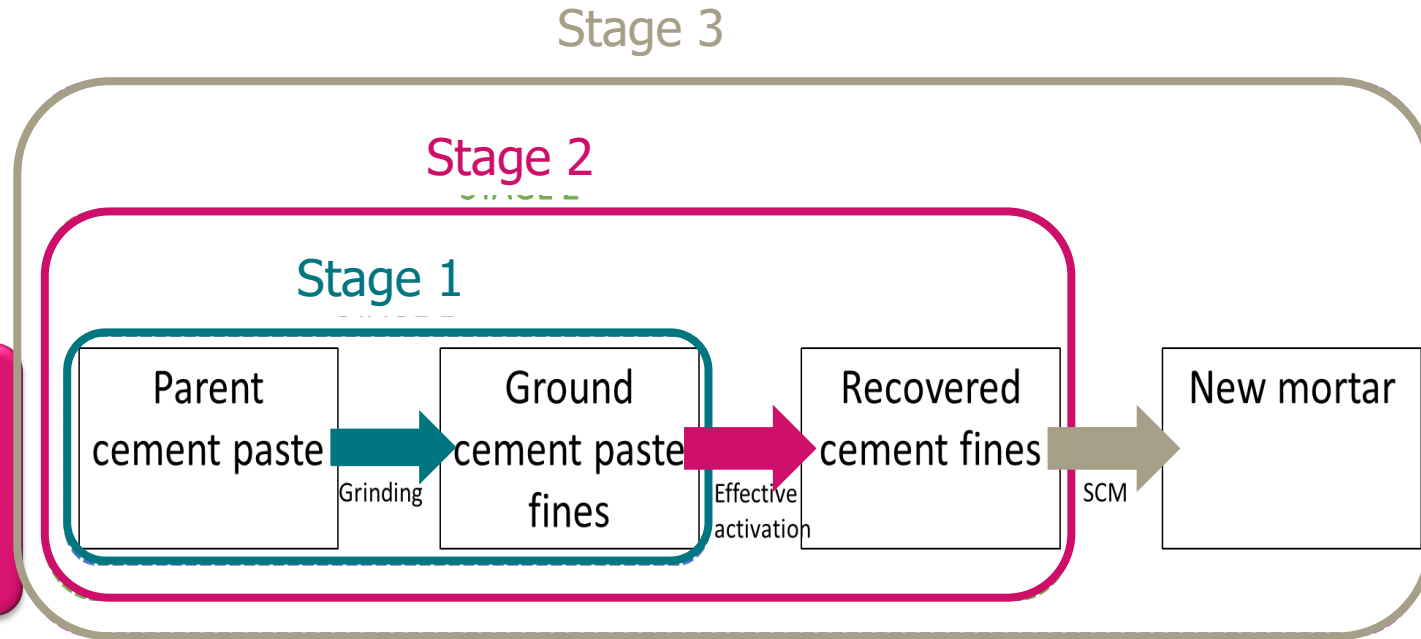 Stage 3
Stage 2
Stage 1
Parent
cement paste
Grinding
Ground
cement paste
fines
Effective
activation
Recovered
cement fines
SCM
New mortar